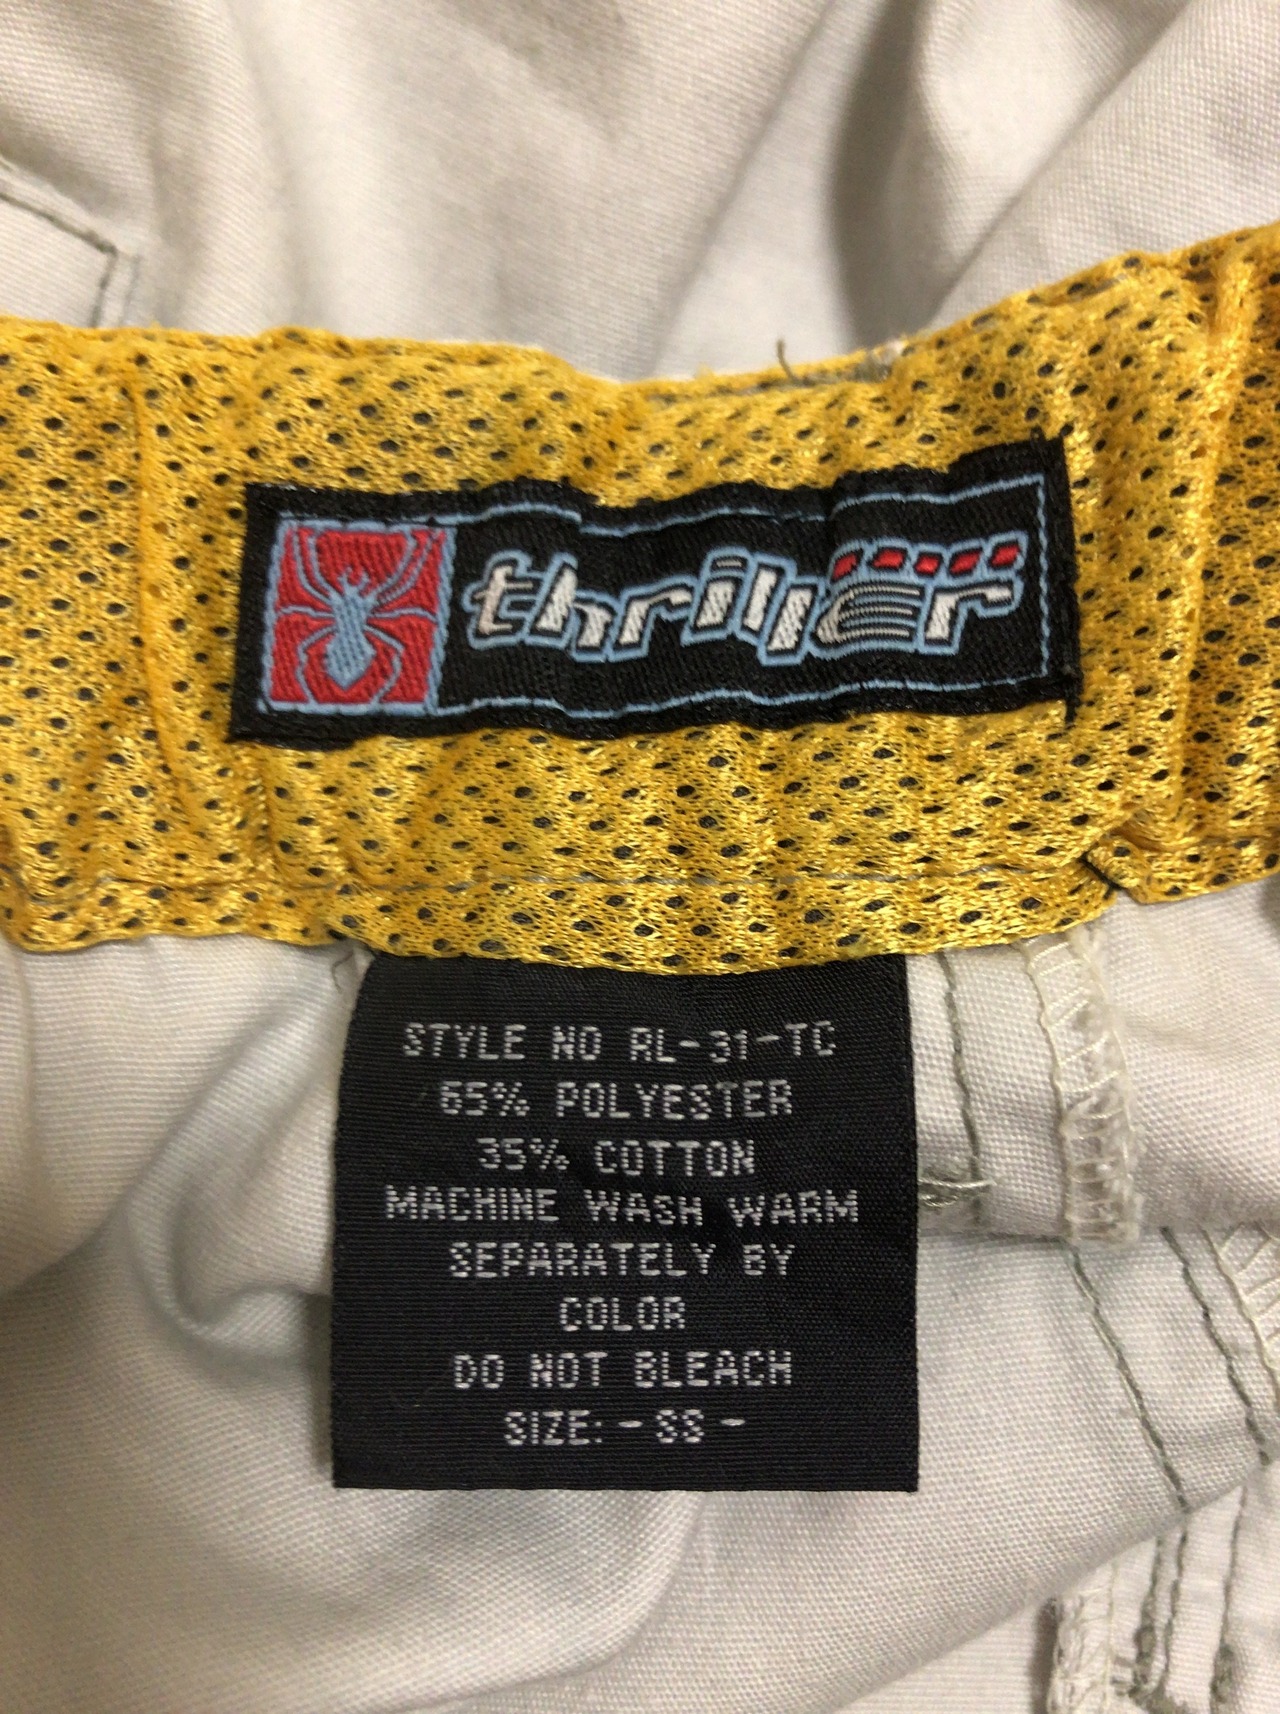 thriller
STYLE NO RL-31-TC
65% POLYESTER
35% COTTON
MACHINE WASH WARM
SEPARATELY BY
COLOR
DO NOT BLEACH
SIZE: -SS-